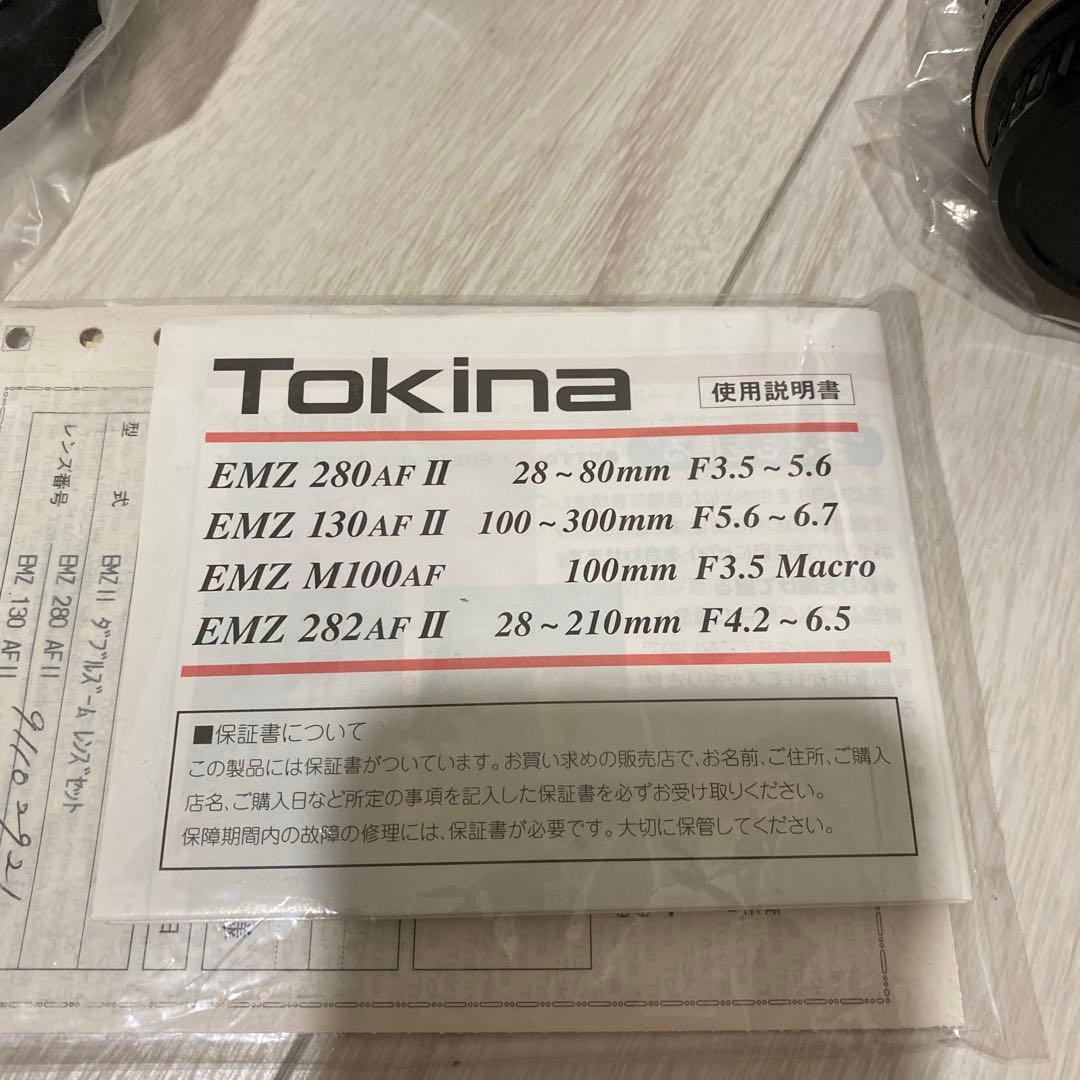 Tokina
使用説明書
EMZ 280AF II 28~80mm F3.5~5.6
EMZ 130AF II 100~300mm F5.6~6.7
EMZ M100AF 100mm F3.5 Macro
EMZ 282AF II 28~210mm F4.2~6.5
■保証書について
この製品には保証書がついています。お買い求めの販売店で、お名前、ご住所、ご購入
店名、ご購入日など所定の事項を記入した保証書を必ずお受け取りください。
保障期間内の故障の修理には、保証書が必要です。大切に保管してください。
型式
EMZII ダブルズームレンズセット
レンズ番号
EMZ 280 AFII
EMZ 130 AFII
91102921